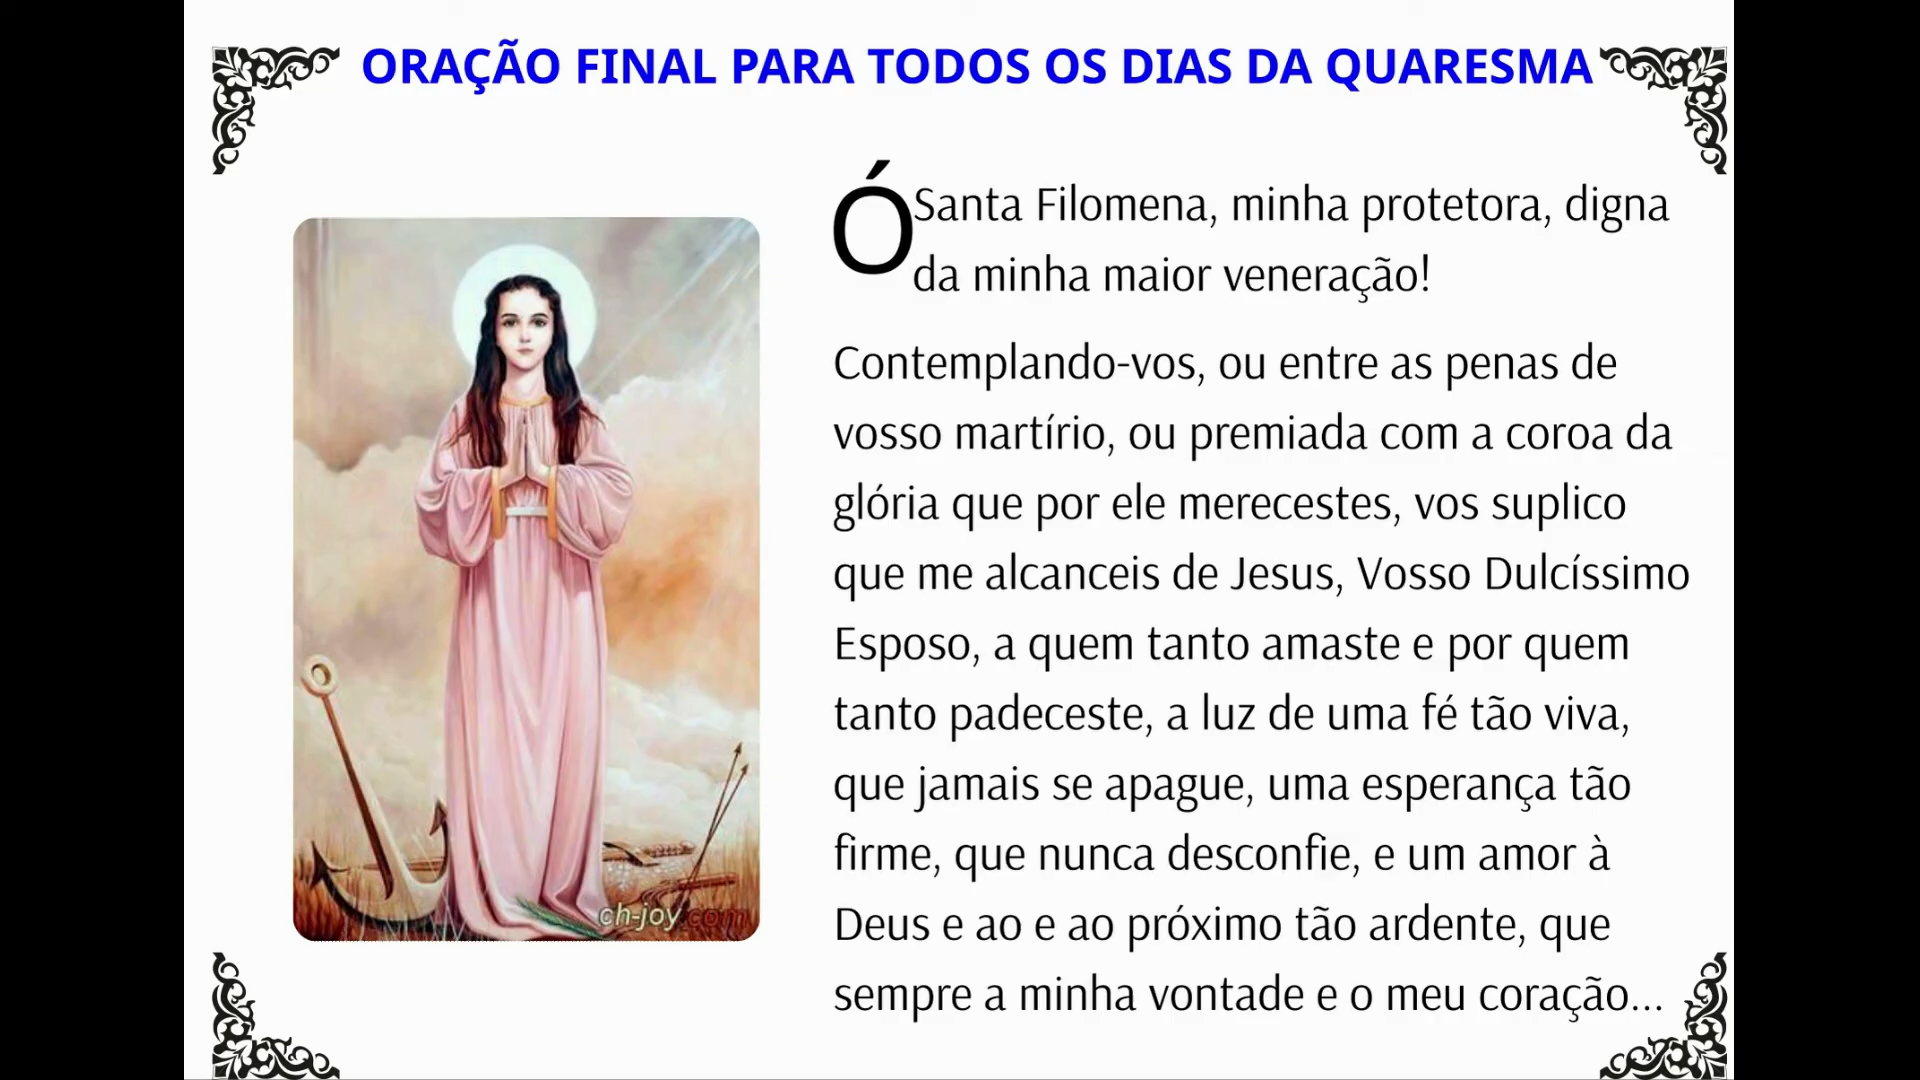 ORAÇÃO FINAL PARA TODOS OS DIAS DA QUARESMA
Ó Santa Filomena, minha protetora, digna
da minha maior veneração!
Contemplando-vos, ou entre as penas de
vosso martírio, ou premiada com a coroa da
glória que por ele merecestes, vos suplico
que me alcanceis de Jesus, Vosso Dulcíssimo
Esposo, a quem tanto amaste e por quem
tanto padeceste, a luz de uma fé tão viva,
que jamais se apague, uma esperança tão
firme, que nunca desconfie, e um amor à
Deus e ao e ao próximo tão ardente, que
sempre a minha vontade e o meu coração...
ch-joy.com